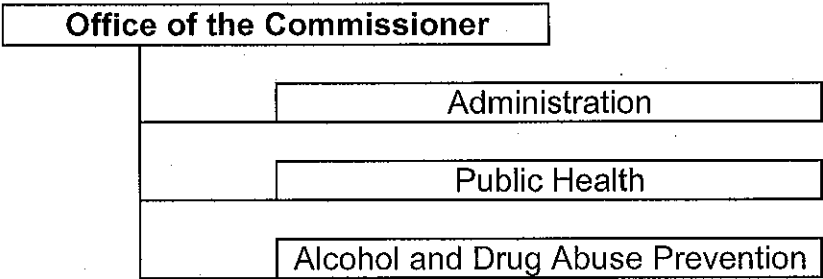 Office of the Commissioner
Administration
Public Health
Alcohol and Drug Abuse Prevention